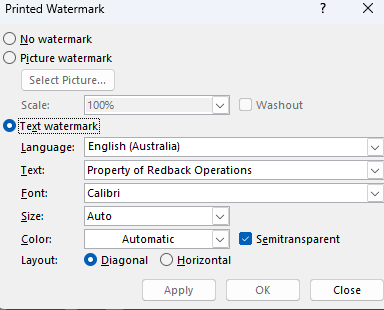 Printed Watermark ? ×
No watermark
Picture watermark
Select Picture...
Scale: 100% Washout
Text watermark
Language: English (Australia)
Text: Property of Redback Operations
Font: Calibri
Size: Auto
Color: Automatic Semitransparent
Layout: Diagonal Horizontal
Apply OK Close